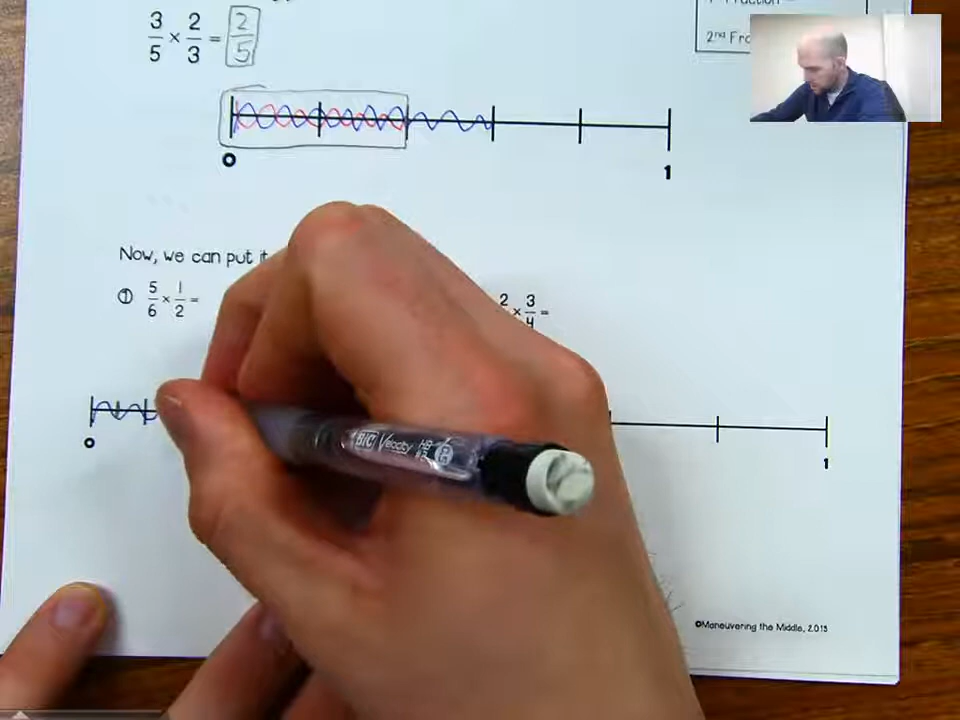 3/5 × 2/3 = 2/5
2nd
0 1
Now, we can put it
① 5/6 × 1/2 =
2 × 3/4 =
0 1
BIC Velocity
©Maneuvering the Middle, 2015